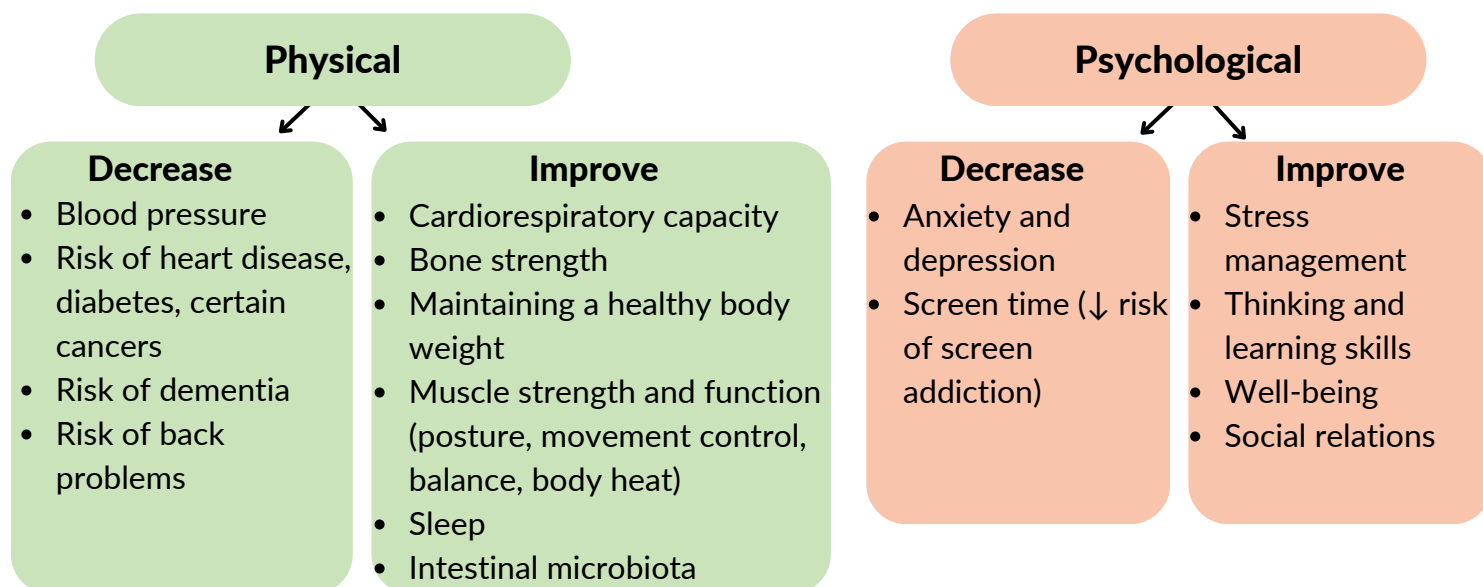 Physical
Decrease
• Blood pressure
• Risk of heart disease,
diabetes, certain
cancers
• Risk of dementia
• Risk of back
problems
Improve
• Cardiorespiratory capacity
• Bone strength
• Maintaining a healthy body
weight
• Muscle strength and function
(posture, movement control,
balance, body heat)
• Sleep
• Intestinal microbiota
Psychological
Decrease
• Anxiety and
depression
• Screen time (↓ risk
of screen
addiction)
Improve
• Stress
management
• Thinking and
learning skills
• Well-being
• Social relations